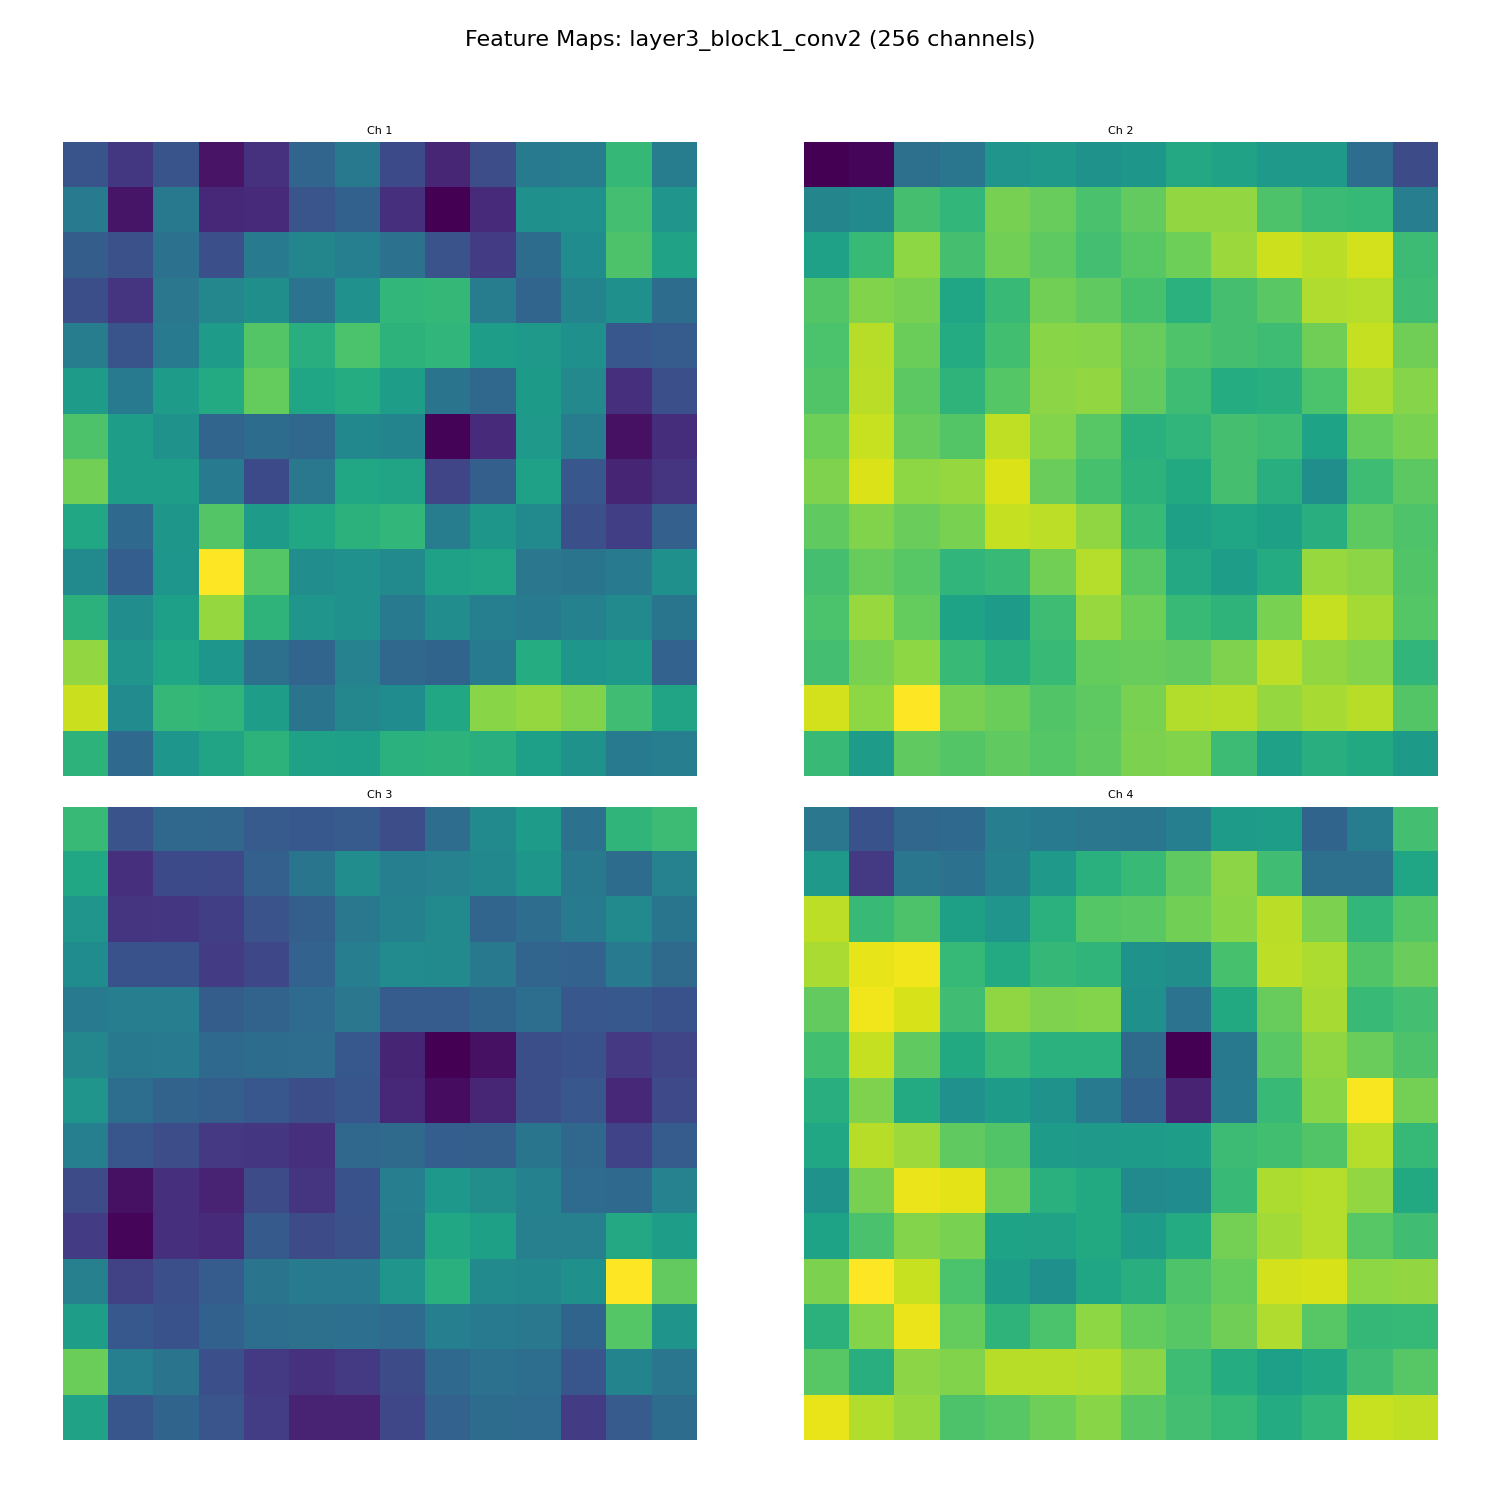 Feature Maps: layer3_block1_conv2 (256 channels)
Ch 1
Ch 2
Ch 3
Ch 4